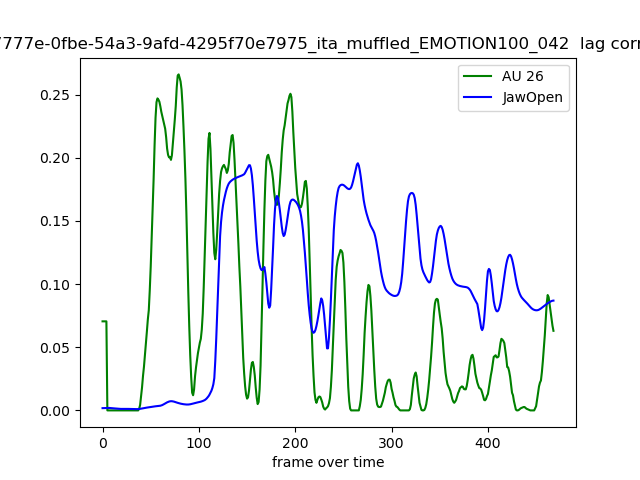 7777e-0fbe-54a3-9afd-4295f70e7975_ita_muffled_EMOTION100_042 lag corr
AU 26
JawOpen
0.25
0.20
0.15
0.10
0.05
0.00
0 100 200 300 400
frame over time